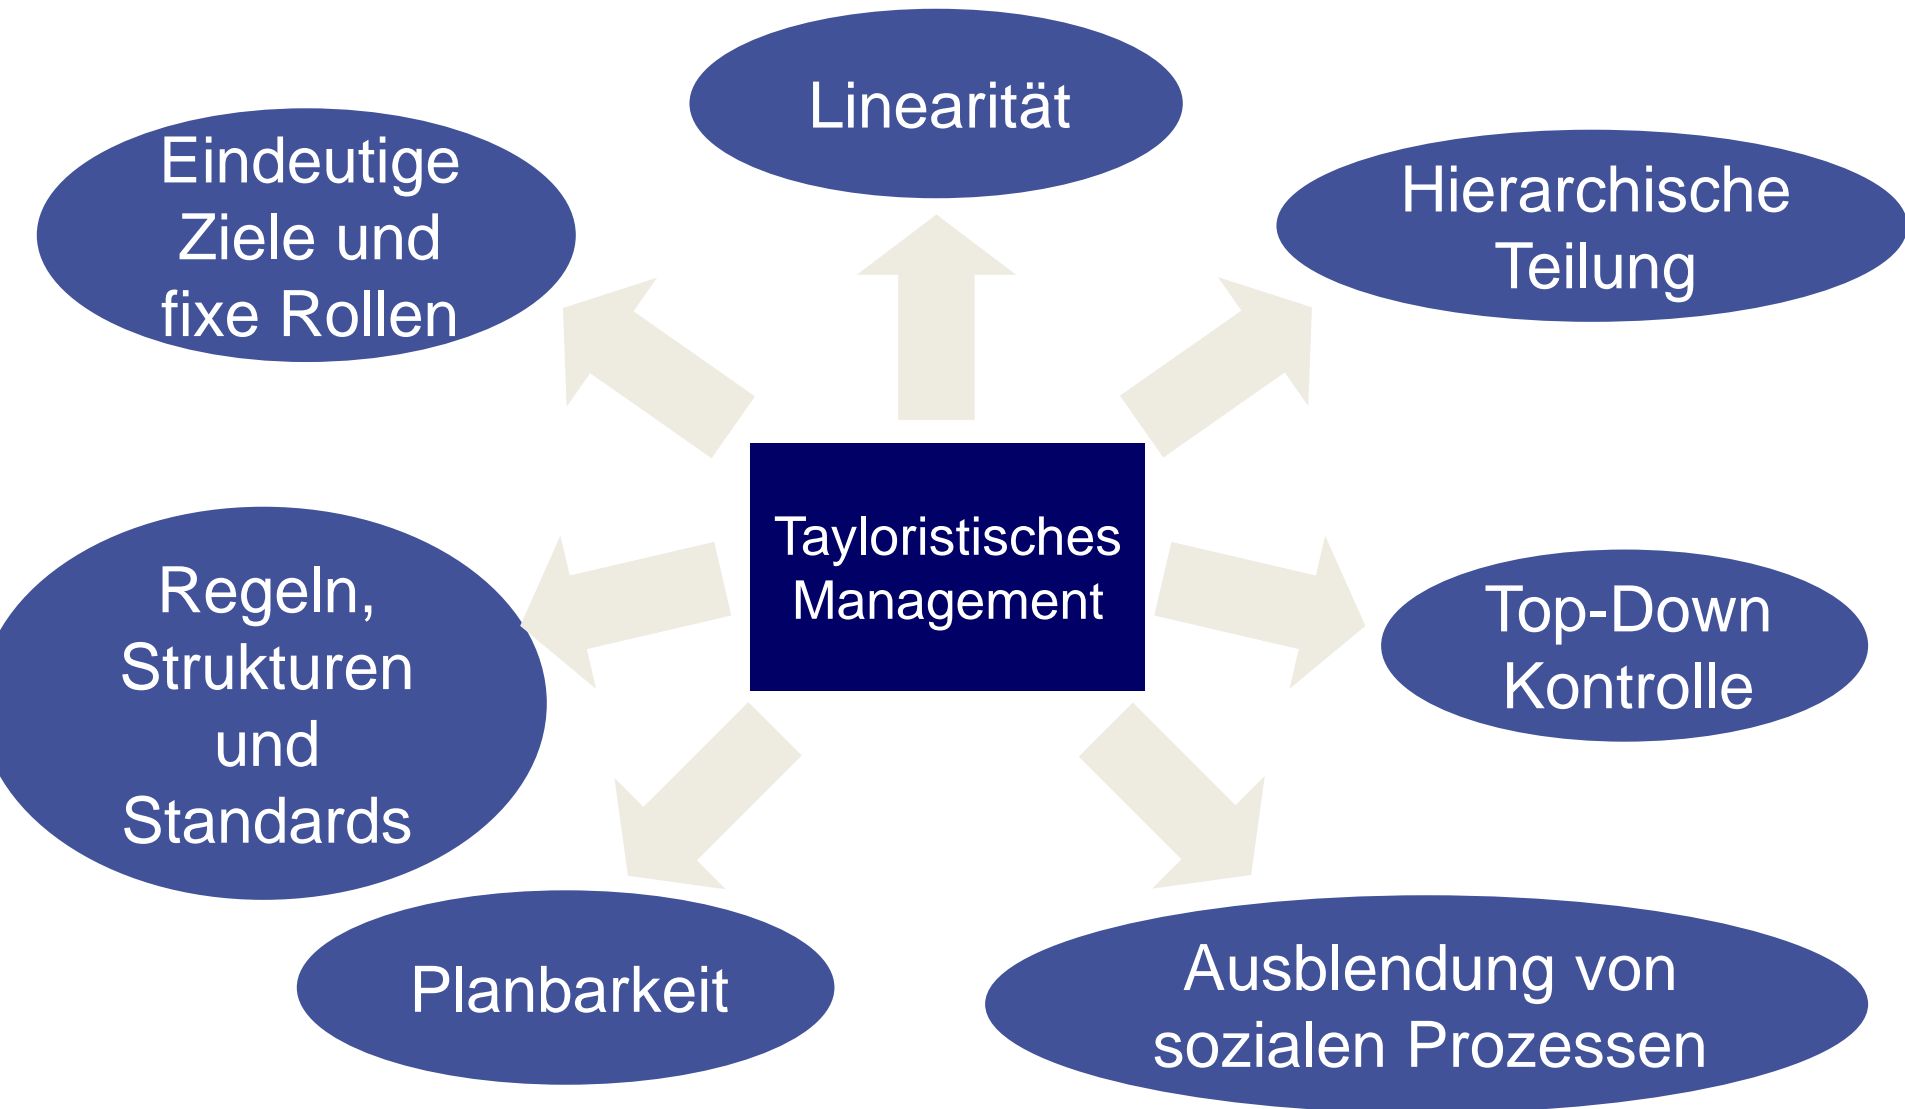 Linearität
Eindeutige
Ziele und
fixe Rollen
Hierarchische
Teilung
Tayloristisches
Management
Regeln,
Strukturen
und
Standards
Top-Down
Kontrolle
Planbarkeit
Ausblendung von
sozialen Prozessen